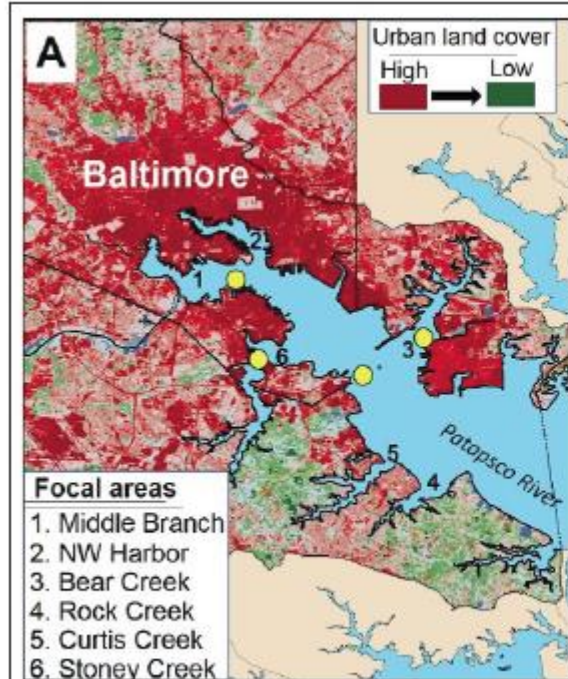 A
Urban land cover
High
Low
Baltimore
2
1
3
6
Patapsco River
5
4
Focal areas
1. Middle Branch
2. NW Harbor
3. Bear Creek
4. Rock Creek
5. Curtis Creek
6. Stoney Creek